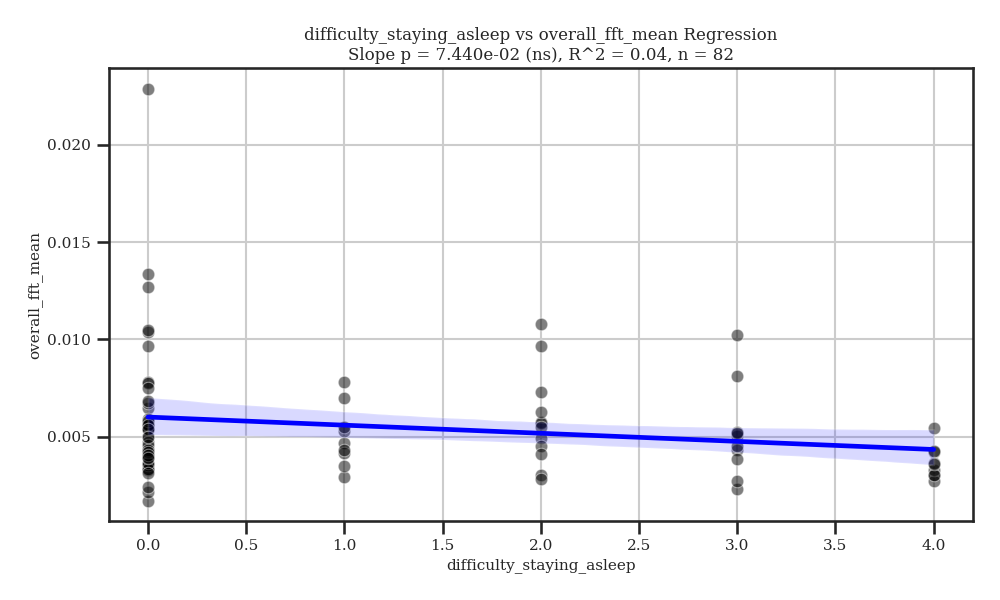 difficulty_staying_asleep vs overall_fft_mean Regression
Slope p = 7.440e-02 (ns), R^2 = 0.04, n = 82
overall_fft_mean
0.020
0.015
0.010
0.005
0.0 0.5 1.0 1.5 2.0 2.5 3.0 3.5 4.0
difficulty_staying_asleep